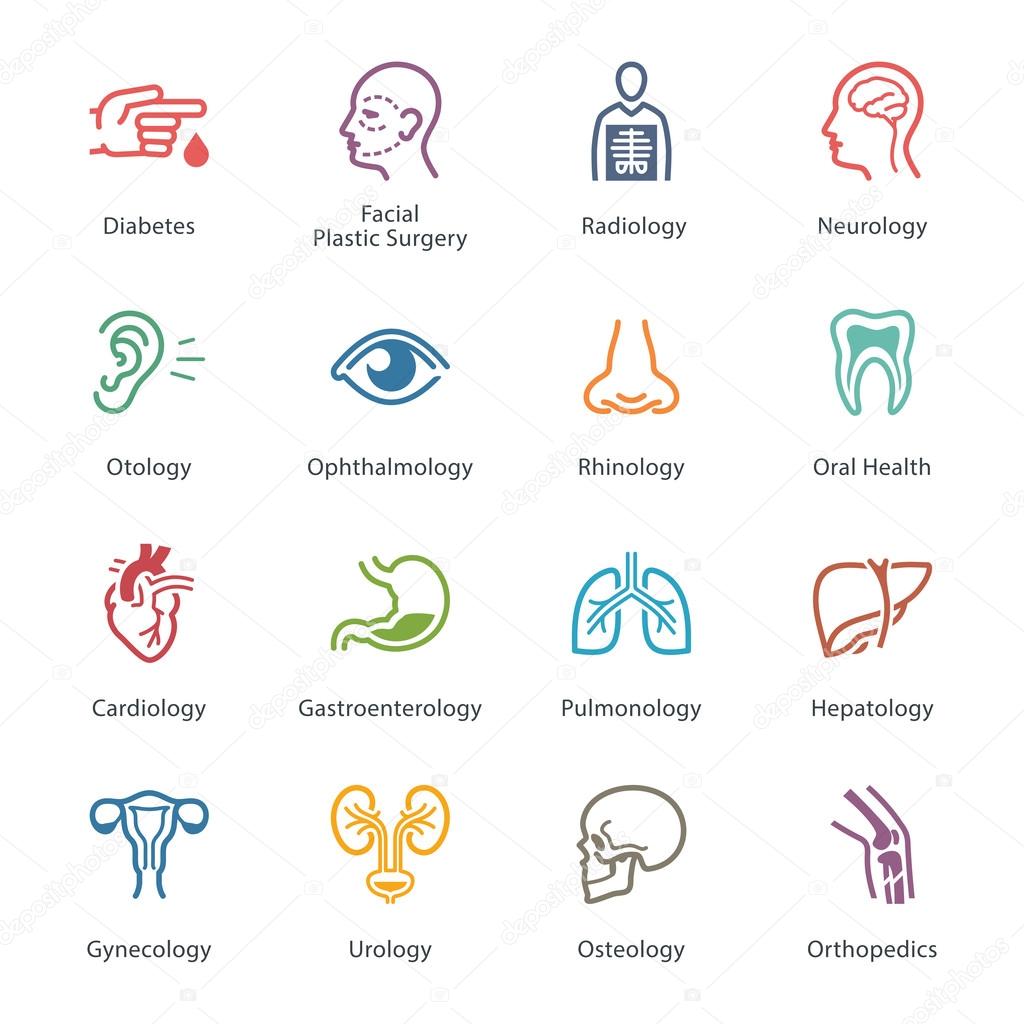 Diabetes
Facial
Plastic Surgery
Radiology
Neurology
Otology
Ophthalmology
Rhinology
Oral Health
Cardiology
Gastroenterology
Pulmonology
Hepatology
Gynecology
Urology
Osteology
Orthopedics
depositphotos